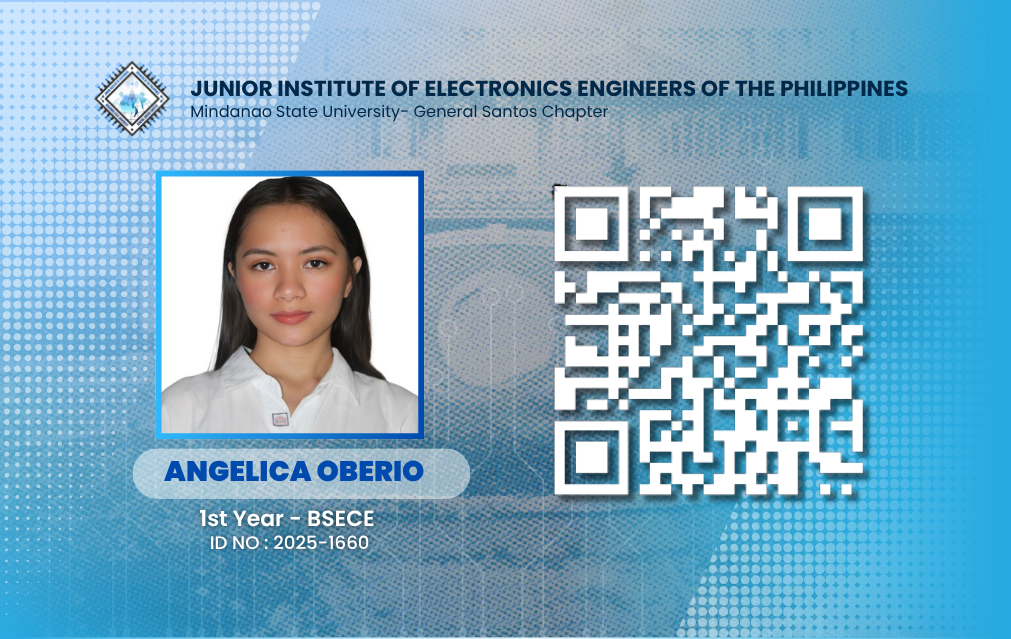 JUNIOR INSTITUTE OF ELECTRONICS ENGINEERS OF THE PHILIPPINES
Mindanao State University- General Santos Chapter
ANGELICA OBERIO
1st Year - BSECE
ID NO : 2025-1660